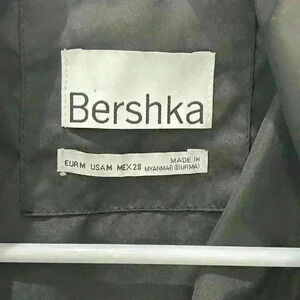 Bershka
EUR M USA M MEX 28 MADE IN
MYANMAR (BURMA)